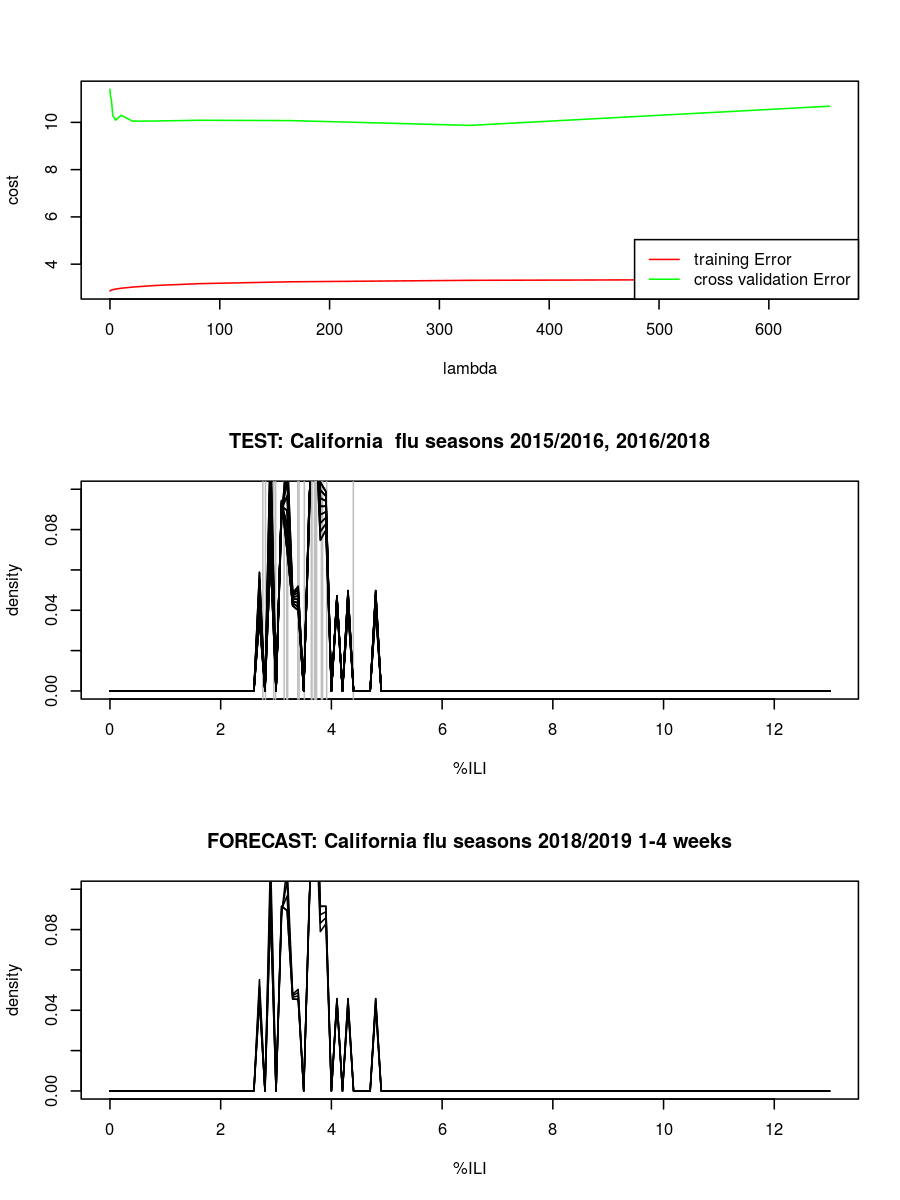 10
8
6
4
cost
training Error
cross validation Error
0 100 200 300 400 500 600
lambda
TEST: California  flu seasons 2015/2016, 2016/2018
0.08
0.04
0.00
density
0 2 4 6 8 10 12
%ILI
FORECAST: California flu seasons 2018/2019 1-4 weeks
0.08
0.04
0.00
density
0 2 4 6 8 10 12
%ILI